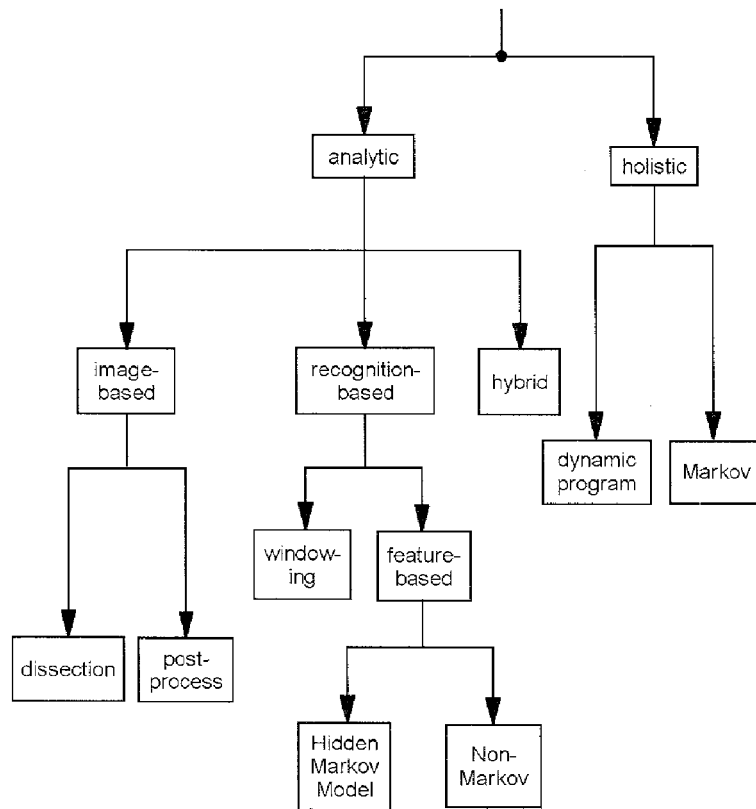 analytic
holistic
image-
based
recognition-
based
hybrid
dynamic
program
Markov
window-
ing
feature-
based
dissection
post-
process
Hidden
Markov
Model
Non-
Markov